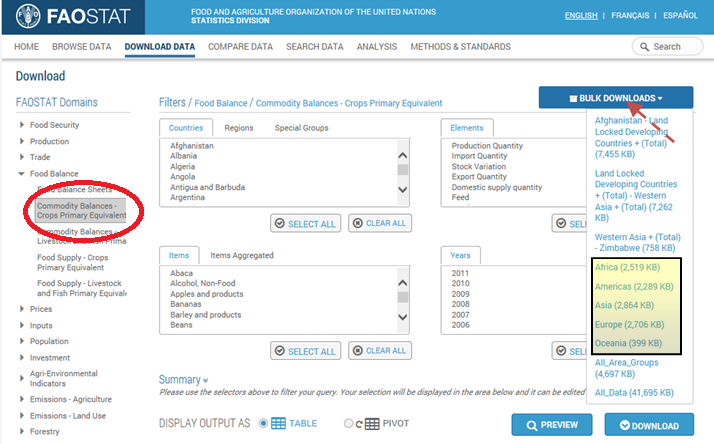 FAOSTAT
FOOD AND AGRICULTURE ORGANIZATION OF THE UNITED NATIONS
STATISTICS DIVISION
ENGLISH | FRANÇAIS | ESPAÑOL
HOME BROWSE DATA DOWNLOAD DATA COMPARE DATA SEARCH DATA ANALYSIS METHODS & STANDARDS
Search
Download
FAOSTAT Domains
Food Security
Production
Trade
Food Balance
Food Balance Sheets
Commodity Balances -
Crops Primary Equivalent
Commodity Balances -
Livestock and Fish Prima
Food Supply - Crops
Primary Equivalent
Food Supply - Livestock
and Fish Primary Equival
Prices
Inputs
Population
Investment
Agri-Environmental
Indicators
Emissions - Agriculture
Emissions - Land Use
Forestry
Filters / Food Balance / Commodity Balances - Crops Primary Equivalent
Countries Regions Special Groups
Afghanistan
Albania
Algeria
Angola
Antigua and Barbuda
Argentina
SELECT ALL CLEAR ALL
Elements
Production Quantity
Import Quantity
Stock Variation
Export Quantity
Domestic supply quantity
Feed
SELE
Items Items Aggregated
Abaca
Alcohol, Non-Food
Apples and products
Bananas
Barley and products
Beans
SELECT ALL CLEAR ALL
Years
2011
2010
2009
2008
2007
2006
SELE
BULK DOWNLOADS
Afghanistan - Land
Locked Developing
Countries + (Total)
(7,455 KB)
Land Locked
Developing Countries
+ (Total) - Western
Asia + (Total) (7,262
KB)
Western Asia + (Total)
- Zimbabwe (758 KB)
Africa (2,519 KB)
Americas (2,289 KB)
Asia (2,864 KB)
Europe (2,706 KB)
Oceania (399 KB)
All_Area_Groups
(4,697 KB)
All_Data (41,695 KB)
Summary
Please use the selectors above to filter your query. Your selection will be displayed in the area below and it can be edited
DISPLAY OUTPUT AS TABLE PIVOT
PREVIEW DOWNLOAD